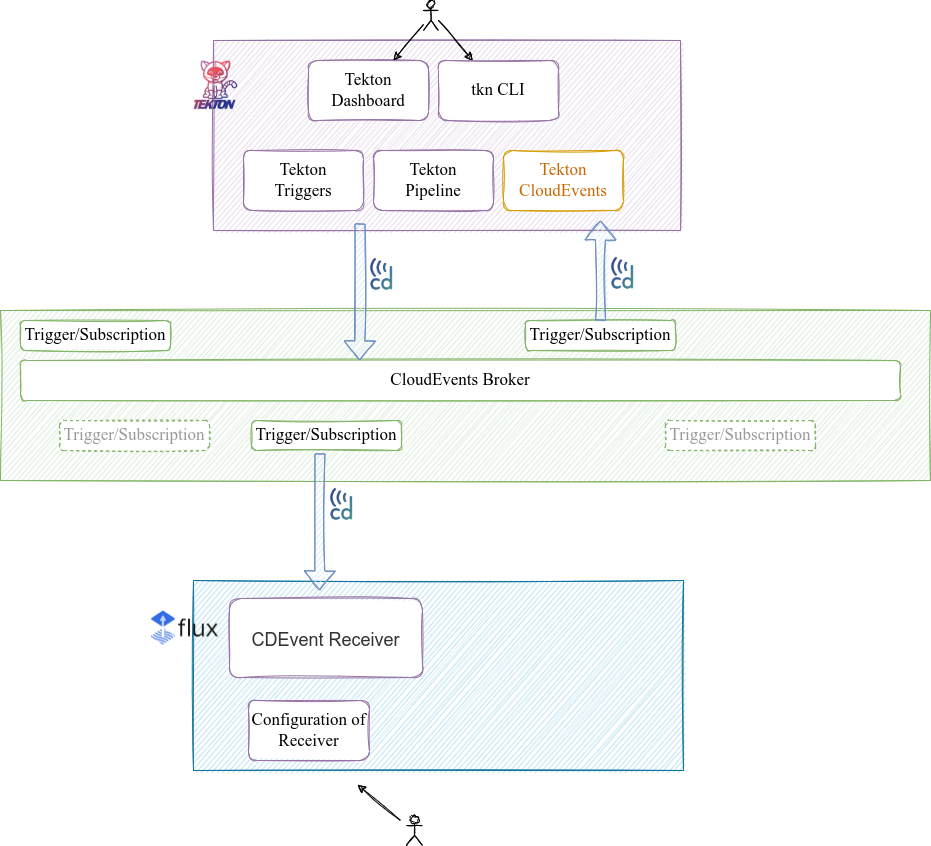 Tekton
Dashboard
tkn CLI
TEKTON
Tekton
Triggers
Tekton
Pipeline
Tekton
CloudEvents
cd
cd
Trigger/Subscription
Trigger/Subscription
CloudEvents Broker
Trigger/Subscription
Trigger/Subscription
Trigger/Subscription
cd
flux
CDEvent Receiver
Configuration of
Receiver